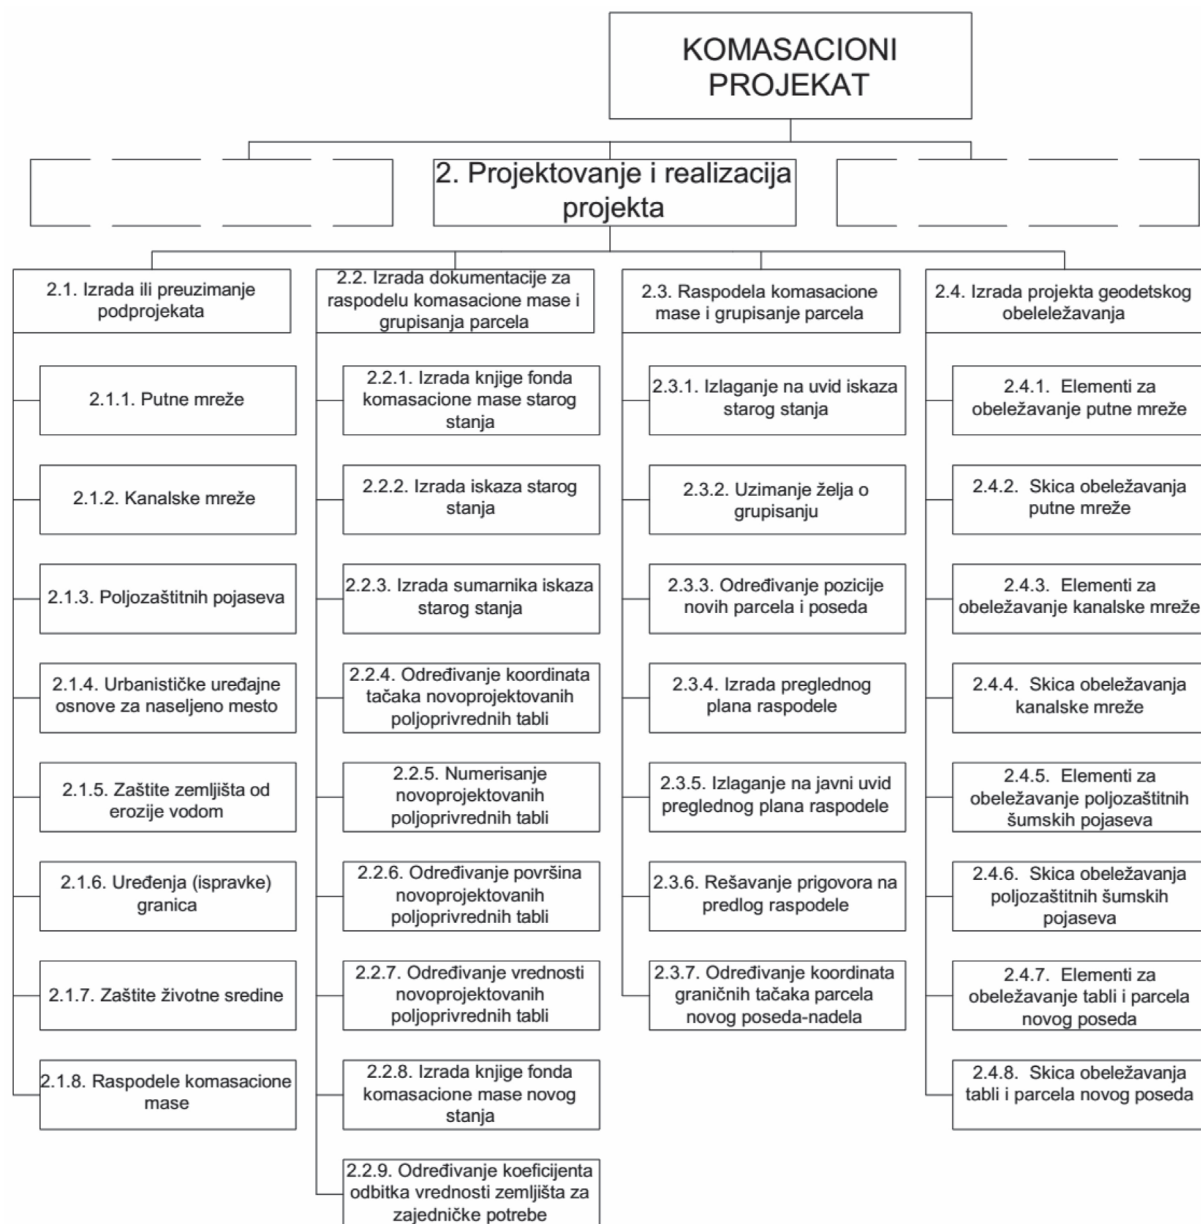 KOMASACIONI
PROJEKAT
2. Projektovanje i realizacija
projekta
2.1. Izrada ili preuzimanje
podprojekata
2.1.1. Putne mreže
2.1.2. Kanalske mreže
2.1.3. Poljozaštitnih pojaseva
2.1.4. Urbanističke uređajne
osnove za naseljeno mesto
2.1.5. Zaštite zemljišta od
erozije vodom
2.1.6. Uređenja (ispravke)
granica
2.1.7. Zaštite životne sredine
2.1.8. Raspodele komasacione
mase
2.2. Izrada dokumentacije za
raspodelu komasacione mase i
grupisanja parcela
2.2.1. Izrada knjige fonda
komasacione mase starog
stanja
2.2.2. Izrada iskaza starog
stanja
2.2.3. Izrada sumarnika iskaza
starog stanja
2.2.4. Određivanje koordinata
tačaka novoprojektovanih
poljoprivrednih tabli
2.2.5. Numerisanje
novoprojektovanih
poljoprivrednih tabli
2.2.6. Određivanje površina
novoprojektovanih
poljoprivrednih tabli
2.2.7. Određivanje vrednosti
novoprojektovanih
poljoprivrednih tabli
2.2.8. Izrada knjige fonda
komasacione mase novog
stanja
2.2.9. Određivanje koeficijenta
odbitka vrednosti zemljišta za
zajedničke potrebe
2.3. Raspodela komasacione
mase i grupisanje parcela
2.3.1. Izlaganje na uvid iskaza
starog stanja
2.3.2. Uzimanje želja o
grupisanju
2.3.3. Određivanje pozicije
novih parcela i poseda
2.3.4. Izrada preglednog
plana raspodele
2.3.5. Izlaganje na javni uvid
preglednog plana raspodele
2.3.6. Rešavanje prigovora na
predlog raspodele
2.3.7. Određivanje koordinata
graničnih tačaka parcela
novog poseda-nadela
2.4. Izrada projekta geodetskog
obeleležavanja
2.4.1. Elementi za
obeležavanje putne mreže
2.4.2. Skica obeležavanja
putne mreže
2.4.3. Elementi za
obeležavanje kanalske mreže
2.4.4. Skica obeležavanja
kanalske mreže
2.4.5. Elementi za
obeležavanje poljozaštitnih
šumskih pojaseva
2.4.6. Skica obeležavanja
poljozaštitnih šumskih
pojaseva
2.4.7. Elementi za
obeležavanje tabli i parcela
novog poseda
2.4.8. Skica obeležavanja
tabli i parcela novog poseda